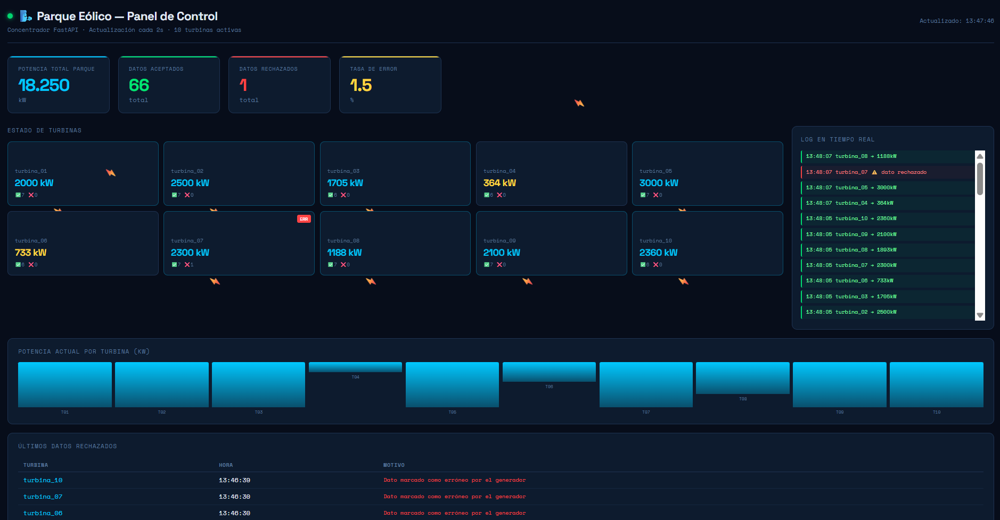 Parque Eólico — Panel de Control
Concentrador FastAPI · Actualización cada 2s · 10 turbinas activas
Actualizado: 13:47:46
POTENCIA TOTAL PARQUE
18.250
kW
DATOS ACEPTADOS
66
total
DATOS RECHAZADOS
1
total
TASA DE ERROR
1.5
%
ESTADO DE TURBINAS
turbina_01
2000 kW
✅7 ❌0
turbina_02
2500 kW
✅7 ❌0
turbina_03
1705 kW
✅6 ❌0
turbina_04
364 kW
✅6 ❌0
turbina_05
3000 kW
✅7 ❌0
turbina_06
733 kW
✅6 ❌0
ERR
turbina_07
2300 kW
✅7 ❌1
turbina_08
1188 kW
✅7 ❌0
turbina_09
2100 kW
✅7 ❌0
turbina_10
2360 kW
✅6 ❌0
LOG EN TIEMPO REAL
13:48:07 turbina_08 → 1188kW
13:48:07 turbina_07 ⚠ dato rechazado
13:48:07 turbina_05 → 3000kW
13:48:07 turbina_04 → 364kW
13:48:05 turbina_10 → 2360kW
13:48:05 turbina_09 → 2100kW
13:48:05 turbina_08 → 1893kW
13:48:05 turbina_07 → 2300kW
13:48:05 turbina_06 → 733kW
13:48:05 turbina_03 → 1705kW
13:48:05 turbina_02 → 2500kW
POTENCIA ACTUAL POR TURBINA (KW)
T01
T02
T03
T04
T05
T06
T07
T08
T09
T10
ÚLTIMOS DATOS RECHAZADOS
TURBINA HORA MOTIVO
turbina_10 13:46:39 Dato marcado como erróneo por el generador
turbina_07 13:46:30 Dato marcado como erróneo por el generador
turbina_06 13:46:30 Dato marcado como erróneo por el generador